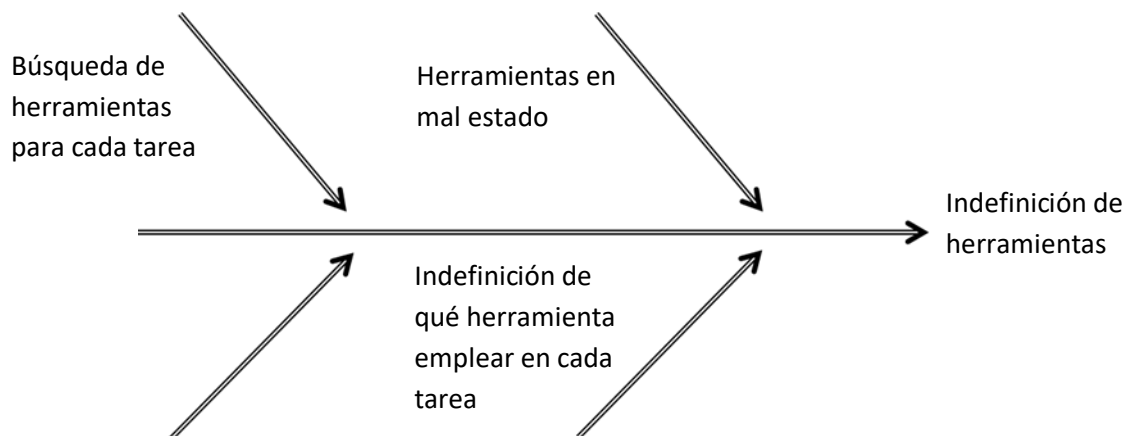 Búsqueda de
herramientas
para cada tarea
Herramientas en
mal estado
Indefinición de
herramientas
Indefinición de
qué herramienta
emplear en cada
tarea